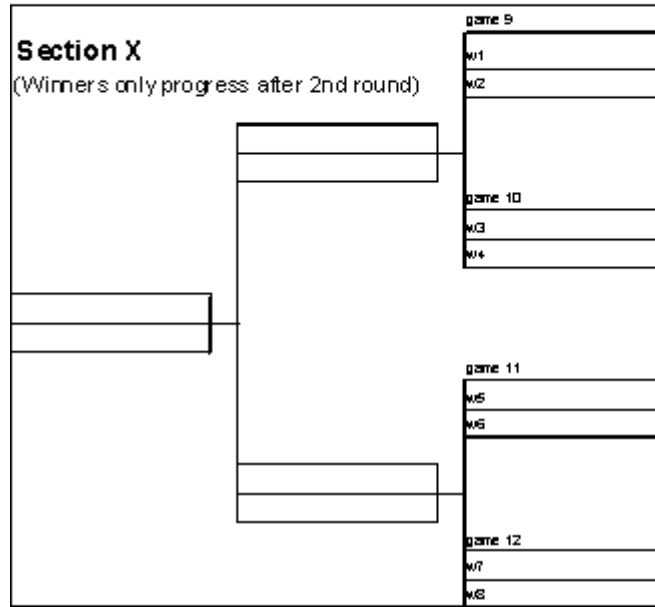 game 9
Section X
w1
(Winners only progress after 2nd round)
w2
game 10
w3
w4
game 11
w5
w6
game 12
w7
w8